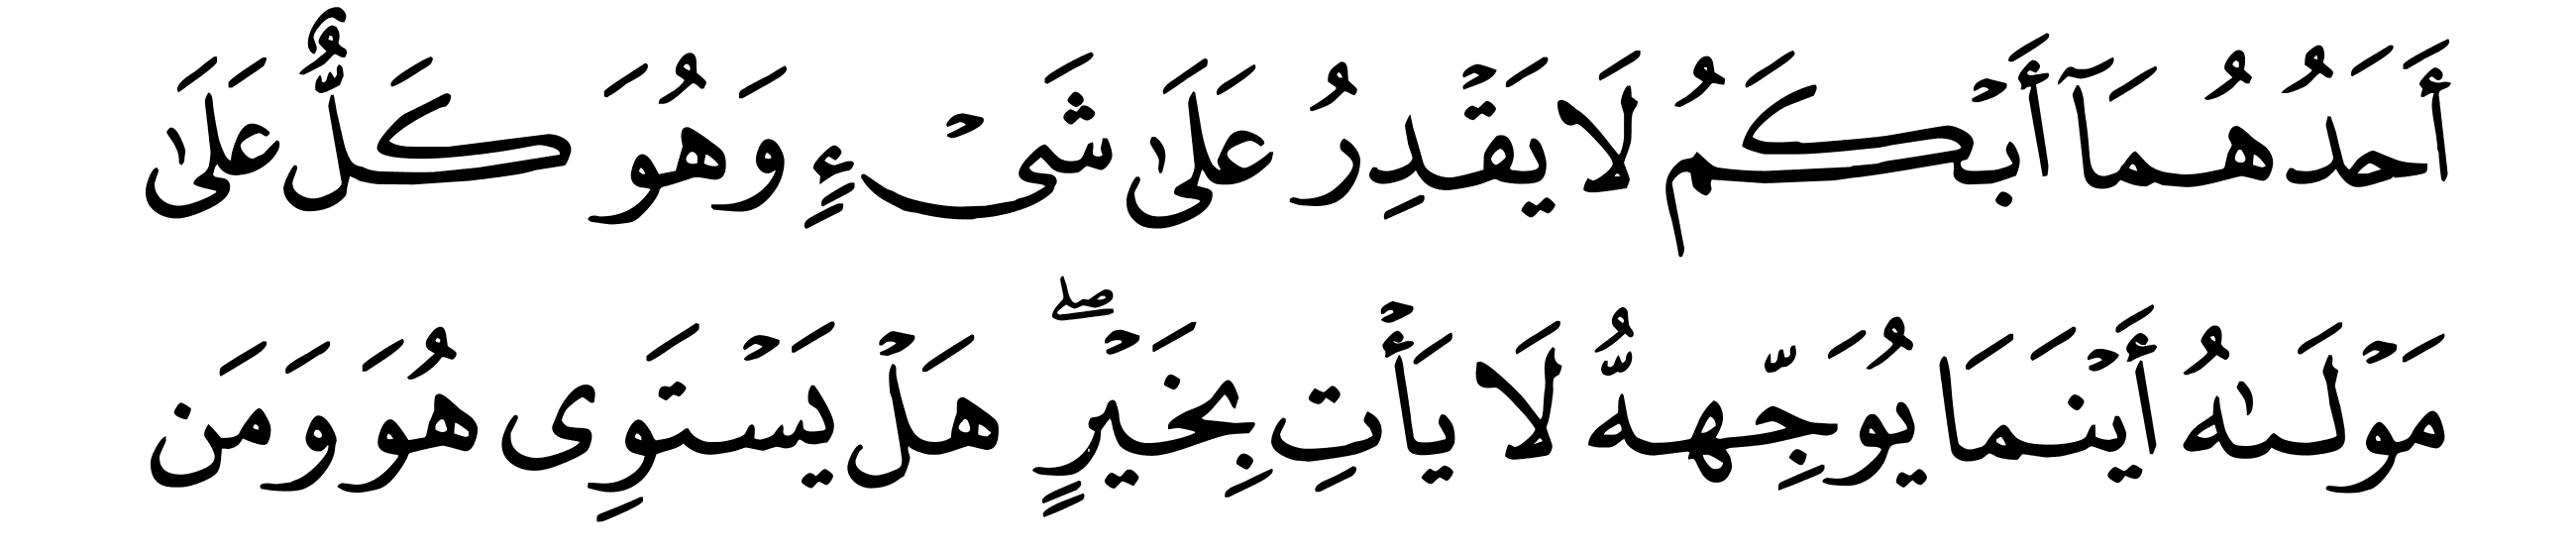 أَحَدُهُمَآ أَبۡكَمُ لَا يَقۡدِرُ عَلَىٰ شَيۡءٍ وَهُوَ كَلٌّ عَلَىٰ
مَوۡلَىٰهُ أَيۡنَمَا يُوَجِّههُّ لَا يَأۡتِ بِخَيۡرٍۖ هَلۡ يَسۡتَوِي هُوَ وَمَن